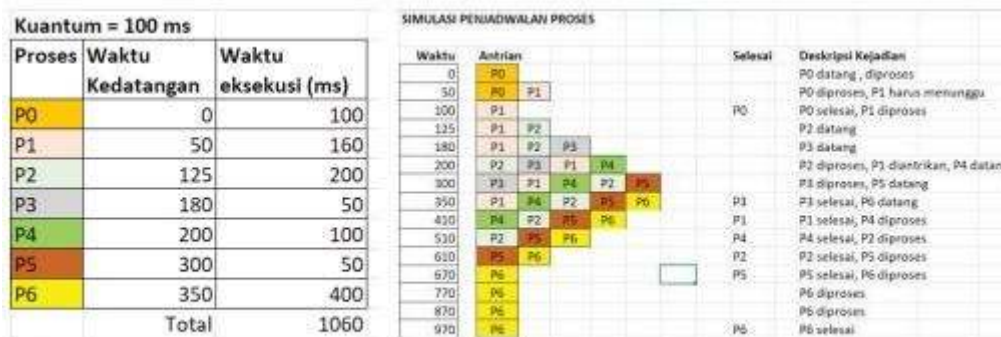 Kuantum = 100 ms
Proses Waktu Kedatangan Waktu eksekusi (ms)
P0 0 100
P1 50 160
P2 125 200
P3 180 50
P4 200 100
P5 300 50
P6 350 400
Total 1060
SIMULASI PENJADWALAN PROSES
Waktu Antrian Selesai Deskripsi Kejadian
0 P0 P0 datang , diproses
50 P0 P1 P0 diproses, P1 harus menunggu
100 P1 P0 P0 selesai, P1 diproses
125 P1 P2 P2 datang
180 P1 P2 P3 P3 datang
200 P2 P3 P1 P4 P2 diproses, P1 diantrikan, P4 datan
300 P3 P1 P4 P2 P5 P3 diproses, P5 datang
350 P1 P4 P2 P5 P6 P3 P3 selesai, P6 datang
410 P4 P2 P5 P6 P1 P1 selesai, P4 diproses
510 P2 P5 P6 P4 P4 selesai, P2 diproses
610 P5 P6 P2 P2 selesai, P5 diproses
670 P6 P5 P5 selesai, P6 diproses
770 P6 P6 diproses
870 P6 P6 diproses
970 P6 P6 P6 selesai